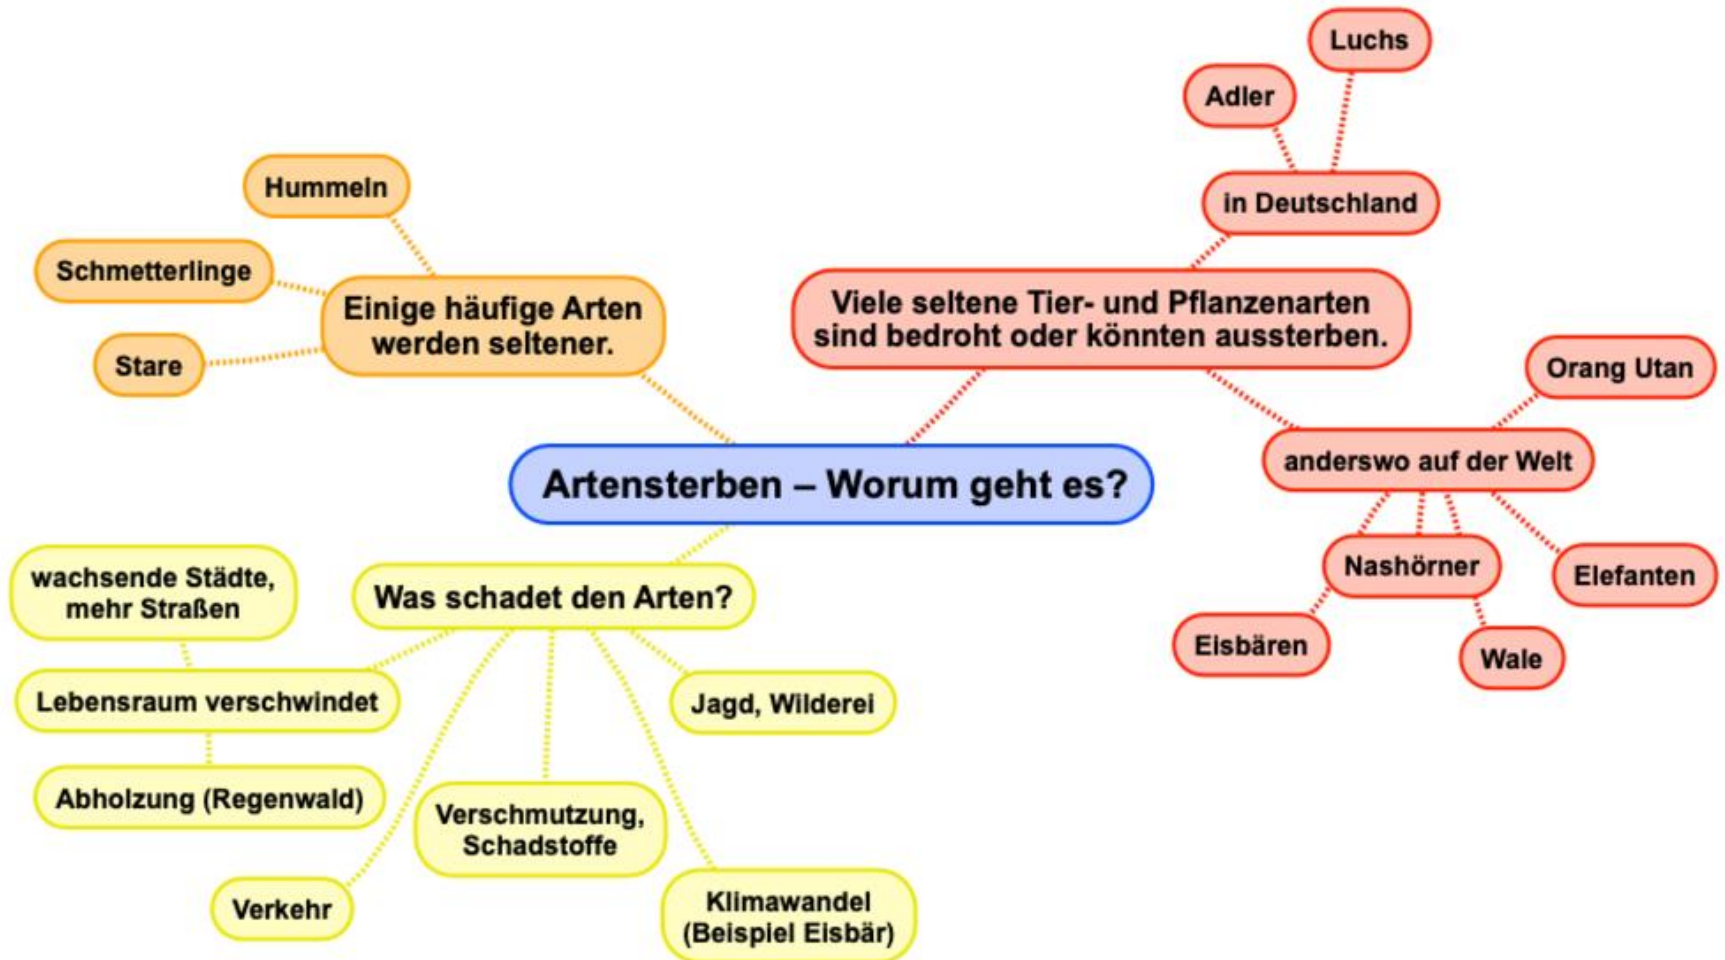 Luchs
Adler
in Deutschland
Hummeln
Schmetterlinge
Stare
Einige häufige Arten
werden seltener.
Viele seltene Tier- und Pflanzenarten
sind bedroht oder könnten aussterben.
Orang Utan
anderswo auf der Welt
Nashörner
Elefanten
Eisbären
Wale
Artensterben – Worum geht es?
Was schadet den Arten?
wachsende Städte,
mehr Straßen
Lebensraum verschwindet
Abholzung (Regenwald)
Verkehr
Verschmutzung,
Schadstoffe
Klimawandel
(Beispiel Eisbär)
Jagd, Wilderei